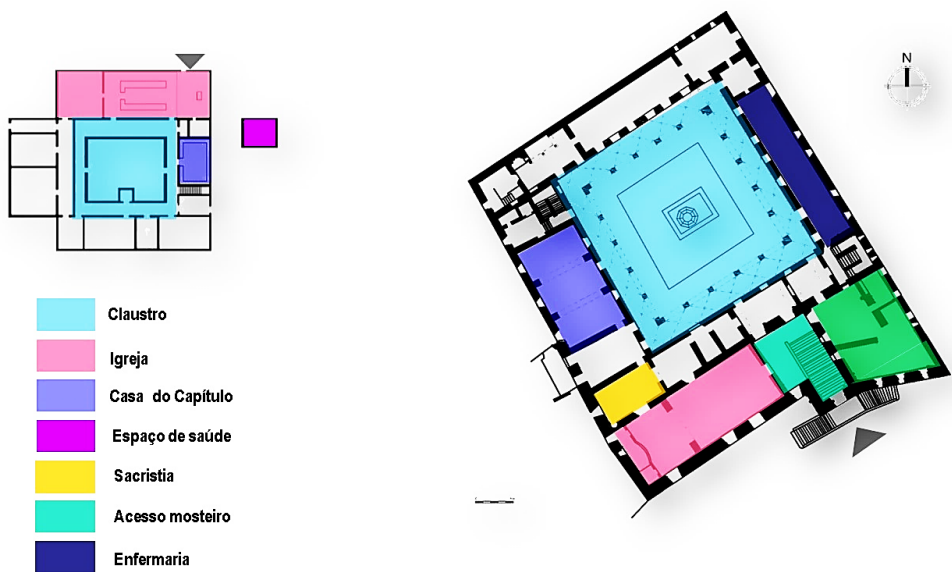 N
Claustro
Igreja
Casa do Capítulo
Espaço de saúde
Sacristia
Acesso mosteiro
Enfermaria